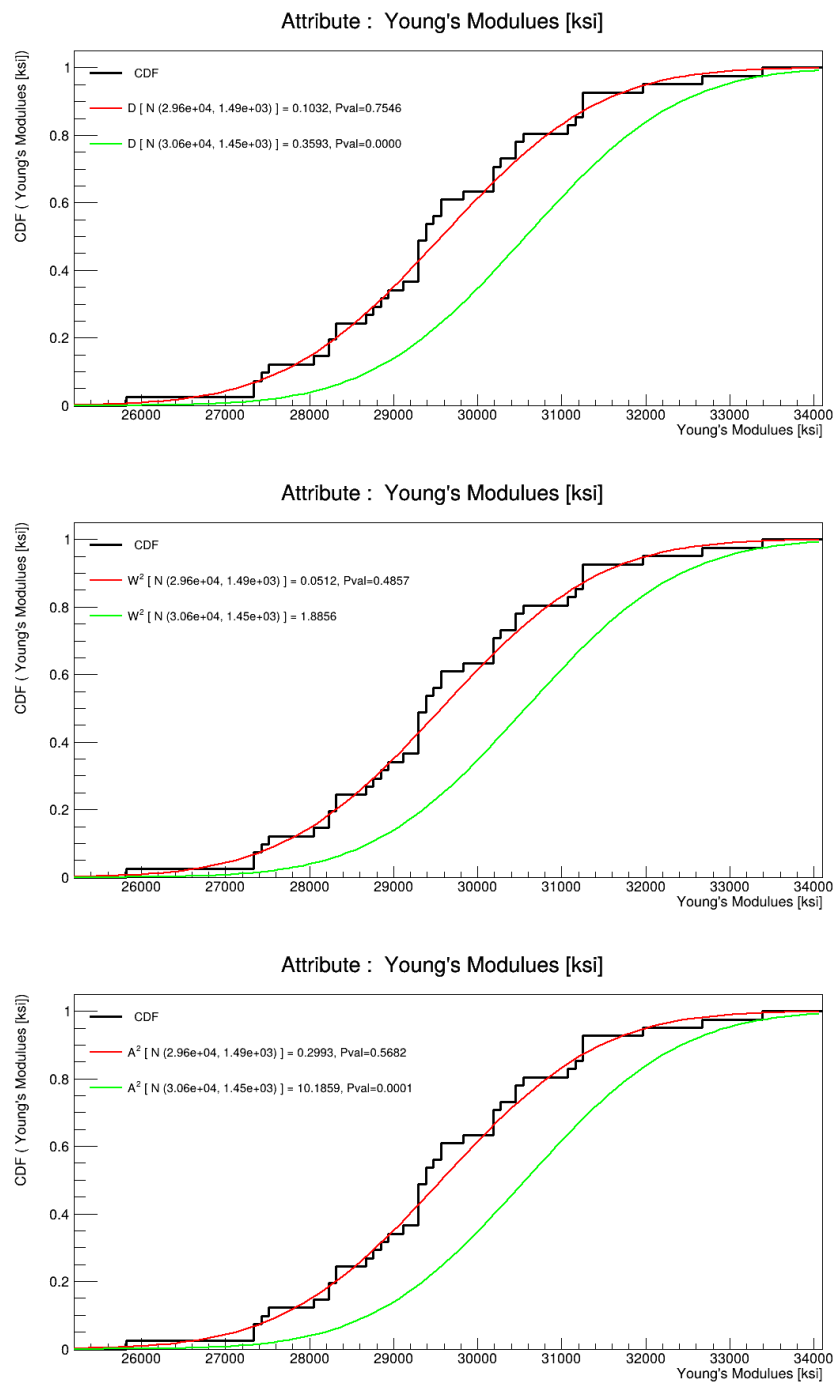 Attribute :  Young's Modulues [ksi]
CDF ( Young's Modulues [ksi])
1
0.8
0.6
0.4
0.2
0
CDF
D [ N (2.96e+04, 1.49e+03) ] = 0.1032, Pval=0.7546
D [ N (3.06e+04, 1.45e+03) ] = 0.3593, Pval=0.0000
26000 27000 28000 29000 30000 31000 32000 33000 34000
Young's Modulues [ksi]
Attribute :  Young's Modulues [ksi]
CDF ( Young's Modulues [ksi])
1
0.8
0.6
0.4
0.2
0
CDF
W² [ N (2.96e+04, 1.49e+03) ] = 0.0512, Pval=0.4857
W² [ N (3.06e+04, 1.45e+03) ] = 1.8856
26000 27000 28000 29000 30000 31000 32000 33000 34000
Young's Modulues [ksi]
Attribute :  Young's Modulues [ksi]
CDF ( Young's Modulues [ksi])
1
0.8
0.6
0.4
0.2
0
CDF
A² [ N (2.96e+04, 1.49e+03) ] = 0.2993, Pval=0.5682
A² [ N (3.06e+04, 1.45e+03) ] = 10.1859, Pval=0.0001
26000 27000 28000 29000 30000 31000 32000 33000 34000
Young's Modulues [ksi]